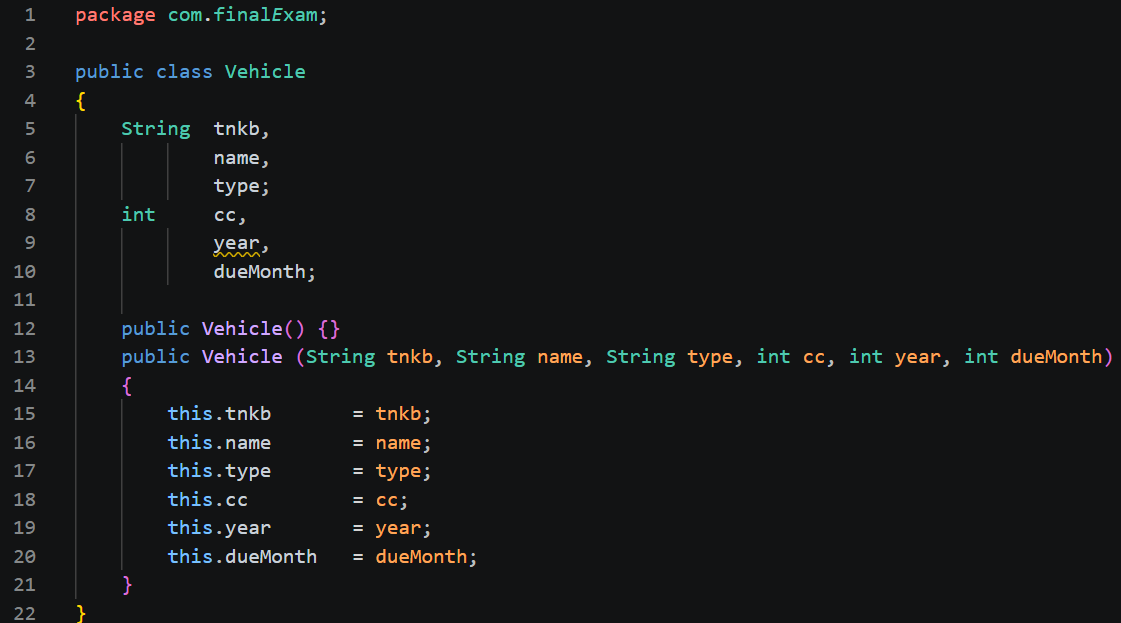 1 package com.finalExam;
2
3 public class Vehicle
4 {
5 String tnkb,
6 name,
7 type;
8 int cc,
9 year,
10 dueMonth;
11
12 public Vehicle() {}
13 public Vehicle (String tnkb, String name, String type, int cc, int year, int dueMonth)
14 {
15 this.tnkb = tnkb;
16 this.name = name;
17 this.type = type;
18 this.cc = cc;
19 this.year = year;
20 this.dueMonth = dueMonth;
21 }
22 }